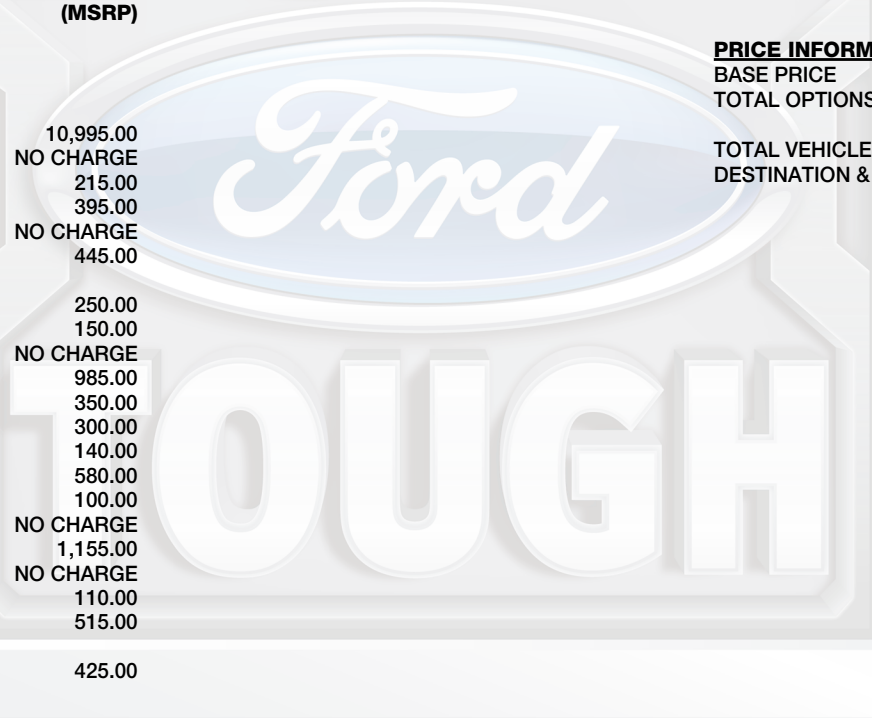 (MSRP)
PRICE INFORM
BASE PRICE
TOTAL OPTIONS
10,995.00
NO CHARGE
215.00
395.00
NO CHARGE
445.00
TOTAL VEHICLE
DESTINATION &
250.00
150.00
NO CHARGE
985.00
350.00
300.00
140.00
580.00
100.00
NO CHARGE
1,155.00
NO CHARGE
110.00
515.00
425.00
Ford
TOUGH